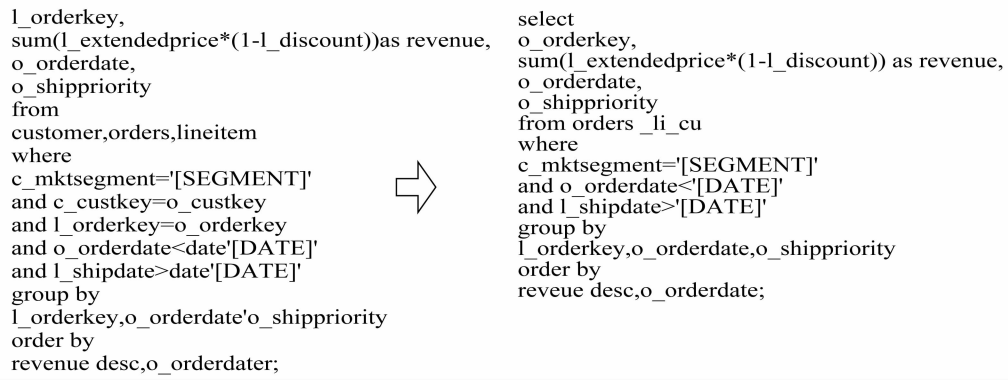 l_orderkey,
sum(l_extendedprice*(1-l_discount))as revenue,
o_orderdate,
o_shippriority
from
customer,orders,lineitem
where
c_mktsegment='[SEGMENT]'
and c_custkey=o_custkey
and l_orderkey=o_orderkey
and o_orderdate<date'[DATE]'
and l_shipdate>date'[DATE]'
group by
l_orderkey,o_orderdate'o_shippriority
order by
revenue desc,o_orderdater;
select
o_orderkey,
sum(l_extendedprice*(1-l_discount)) as revenue,
o_orderdate,
o_shippriority
from orders _li_cu
where
c_mktsegment='[SEGMENT]'
and o_orderdate<'[DATE]'
and l_shipdate>'[DATE]'
group by
l_orderkey,o_orderdate,o_shippriority
order by
reveue desc,o_orderdate;